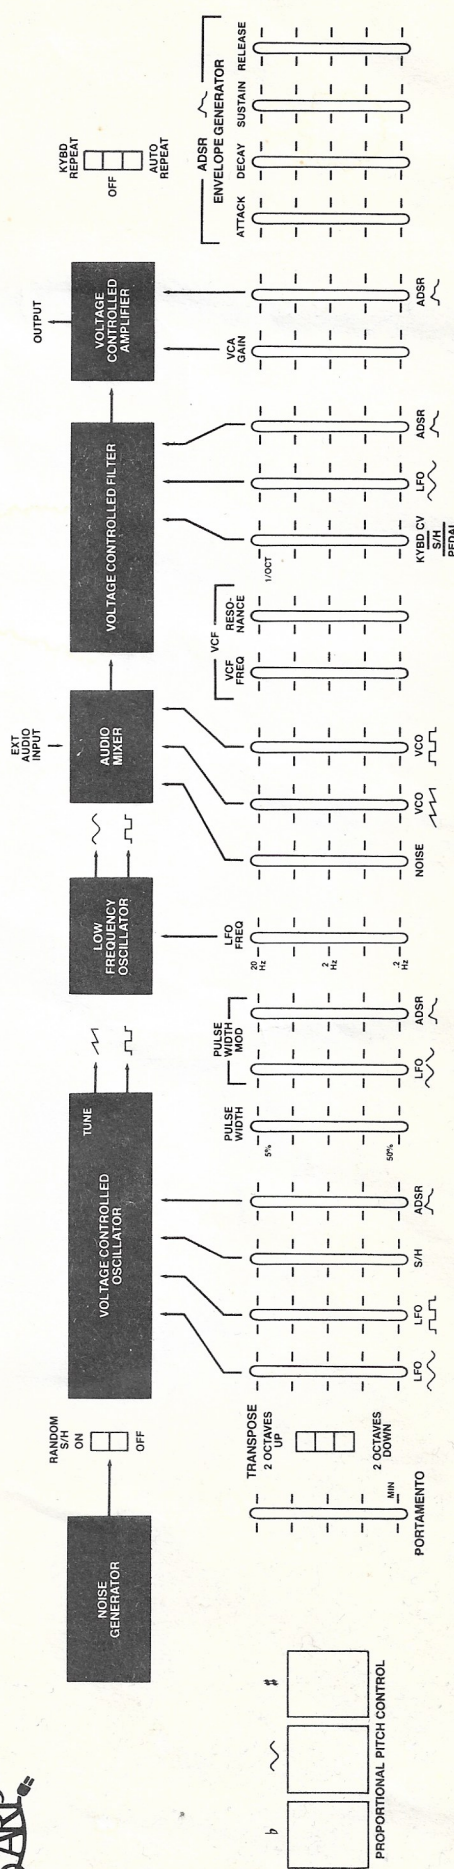 ARP
NOISE
GENERATOR
RANDOM
S/H
ON
OFF
VOLTAGE CONTROLLED
OSCILLATOR
TUNE
LOW
FREQUENCY
OSCILLATOR
EXT
AUDIO
INPUT
AUDIO
MIXER
VOLTAGE CONTROLLED FILTER
OUTPUT
VOLTAGE
CONTROLLED
AMPLIFIER
KYBD
REPEAT
OFF
AUTO
REPEAT
♭
♯
PROPORTIONAL PITCH CONTROL
MIN
PORTAMENTO
TRANSPOSE
2 OCTAVES
UP
2 OCTAVES
DOWN
LFO
LFO
S/H
ADSR
PULSE
WIDTH
5%
50%
PULSE
WIDTH
MOD
LFO
ADSR
LFO
FREQ
20
Hz
2
Hz
.2
Hz
NOISE
VCO
VCO
VCF
VCF
FREQ
RESO-
NANCE
1/OCT
KYBD CV
S/H
PEDAL
LFO
ADSR
VCA
GAIN
ADSR
ADSR
ENVELOPE GENERATOR
ATTACK
DECAY
SUSTAIN
RELEASE